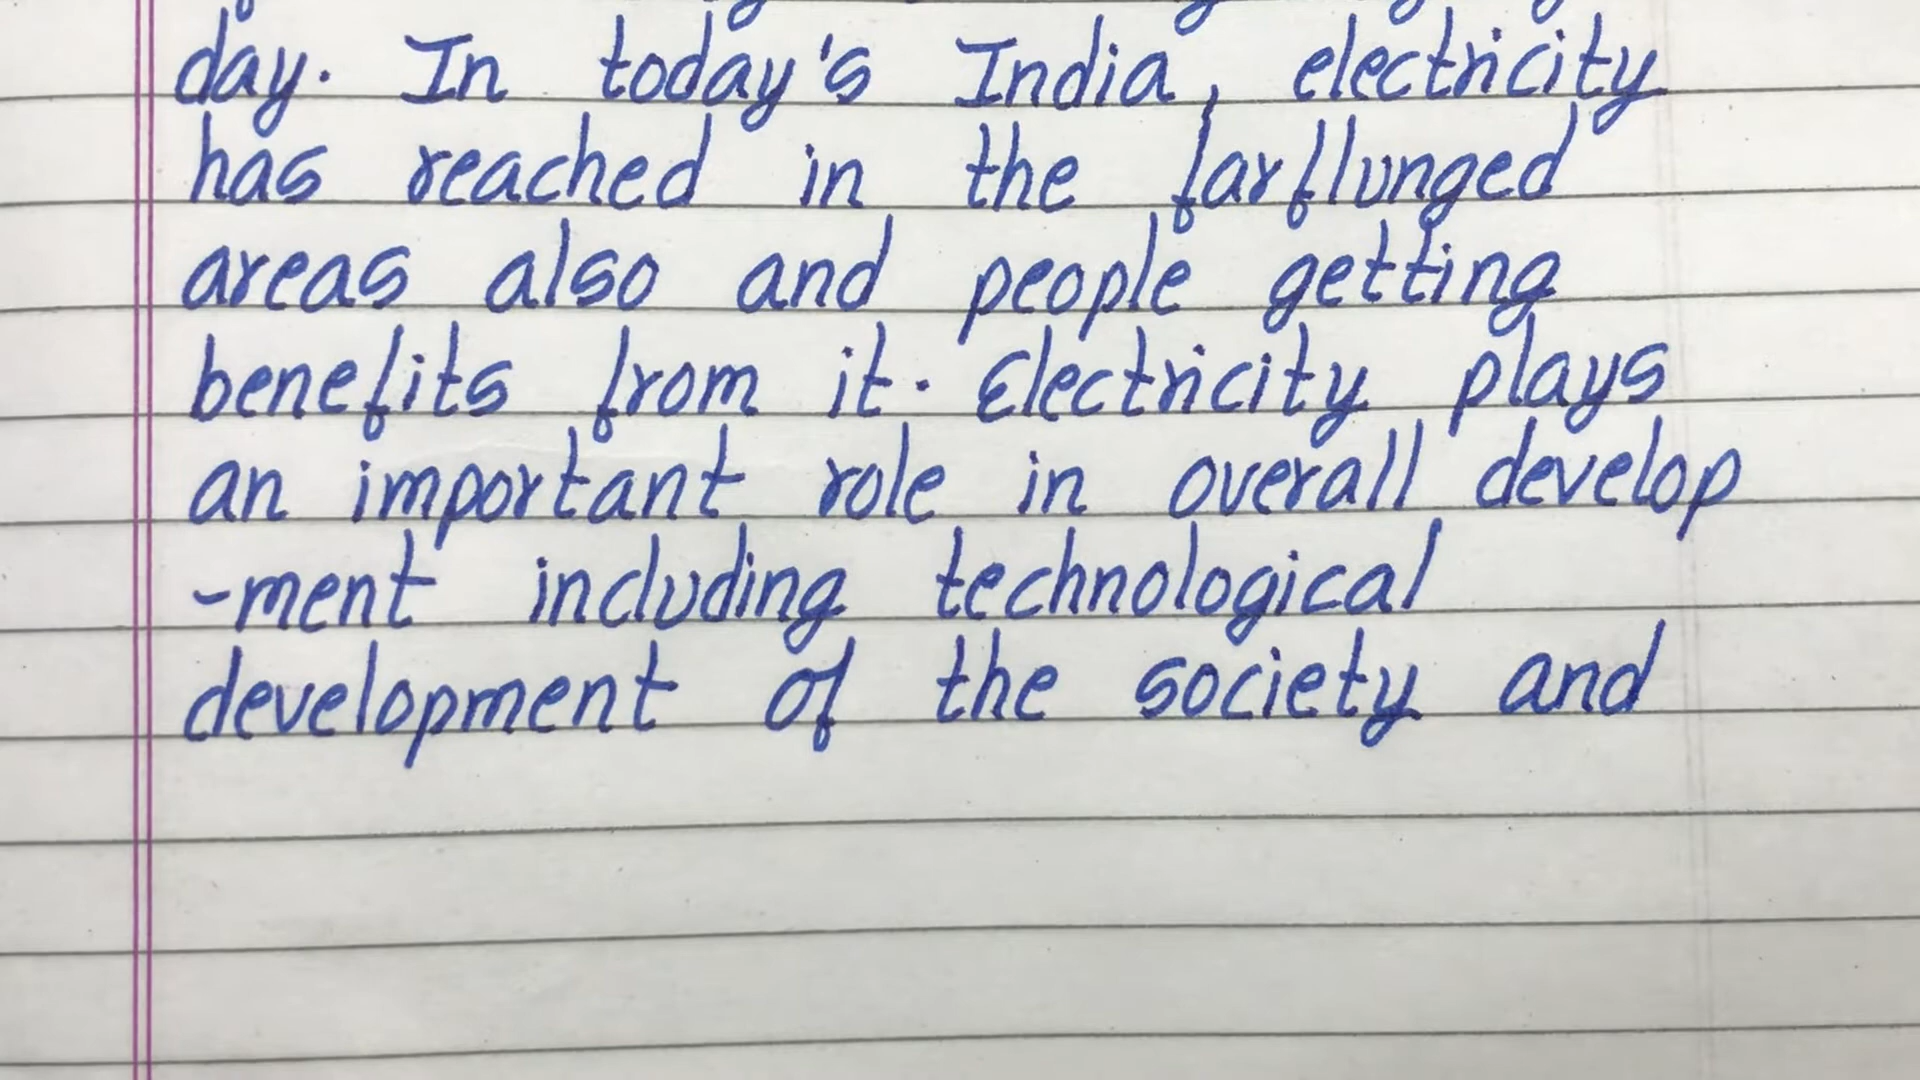 day. In today's India, electricity
has reached in the farflunged
areas also and people getting
benefits from it. Electricity plays
an important role in overall develop
-ment including technological
development of the society and